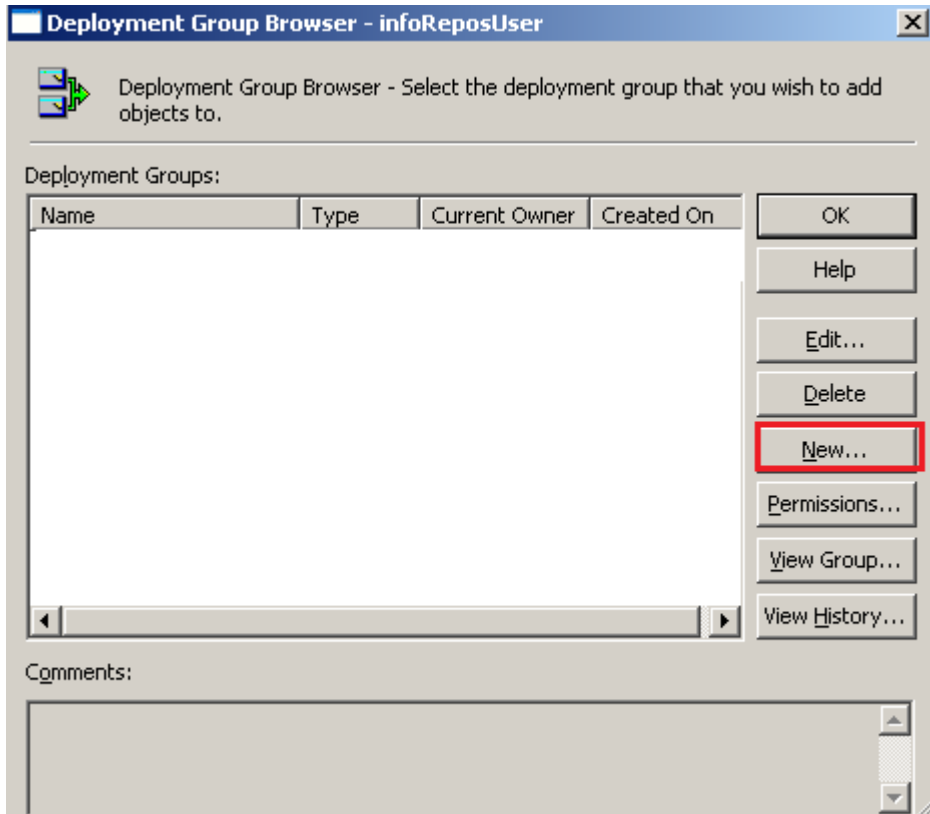 Deployment Group Browser - infoReposUser
Deployment Group Browser - Select the deployment group that you wish to add
objects to.
Deployment Groups:
Name Type Current Owner Created On
OK
Help
Edit...
Delete
New...
Permissions...
View Group...
View History...
Comments: